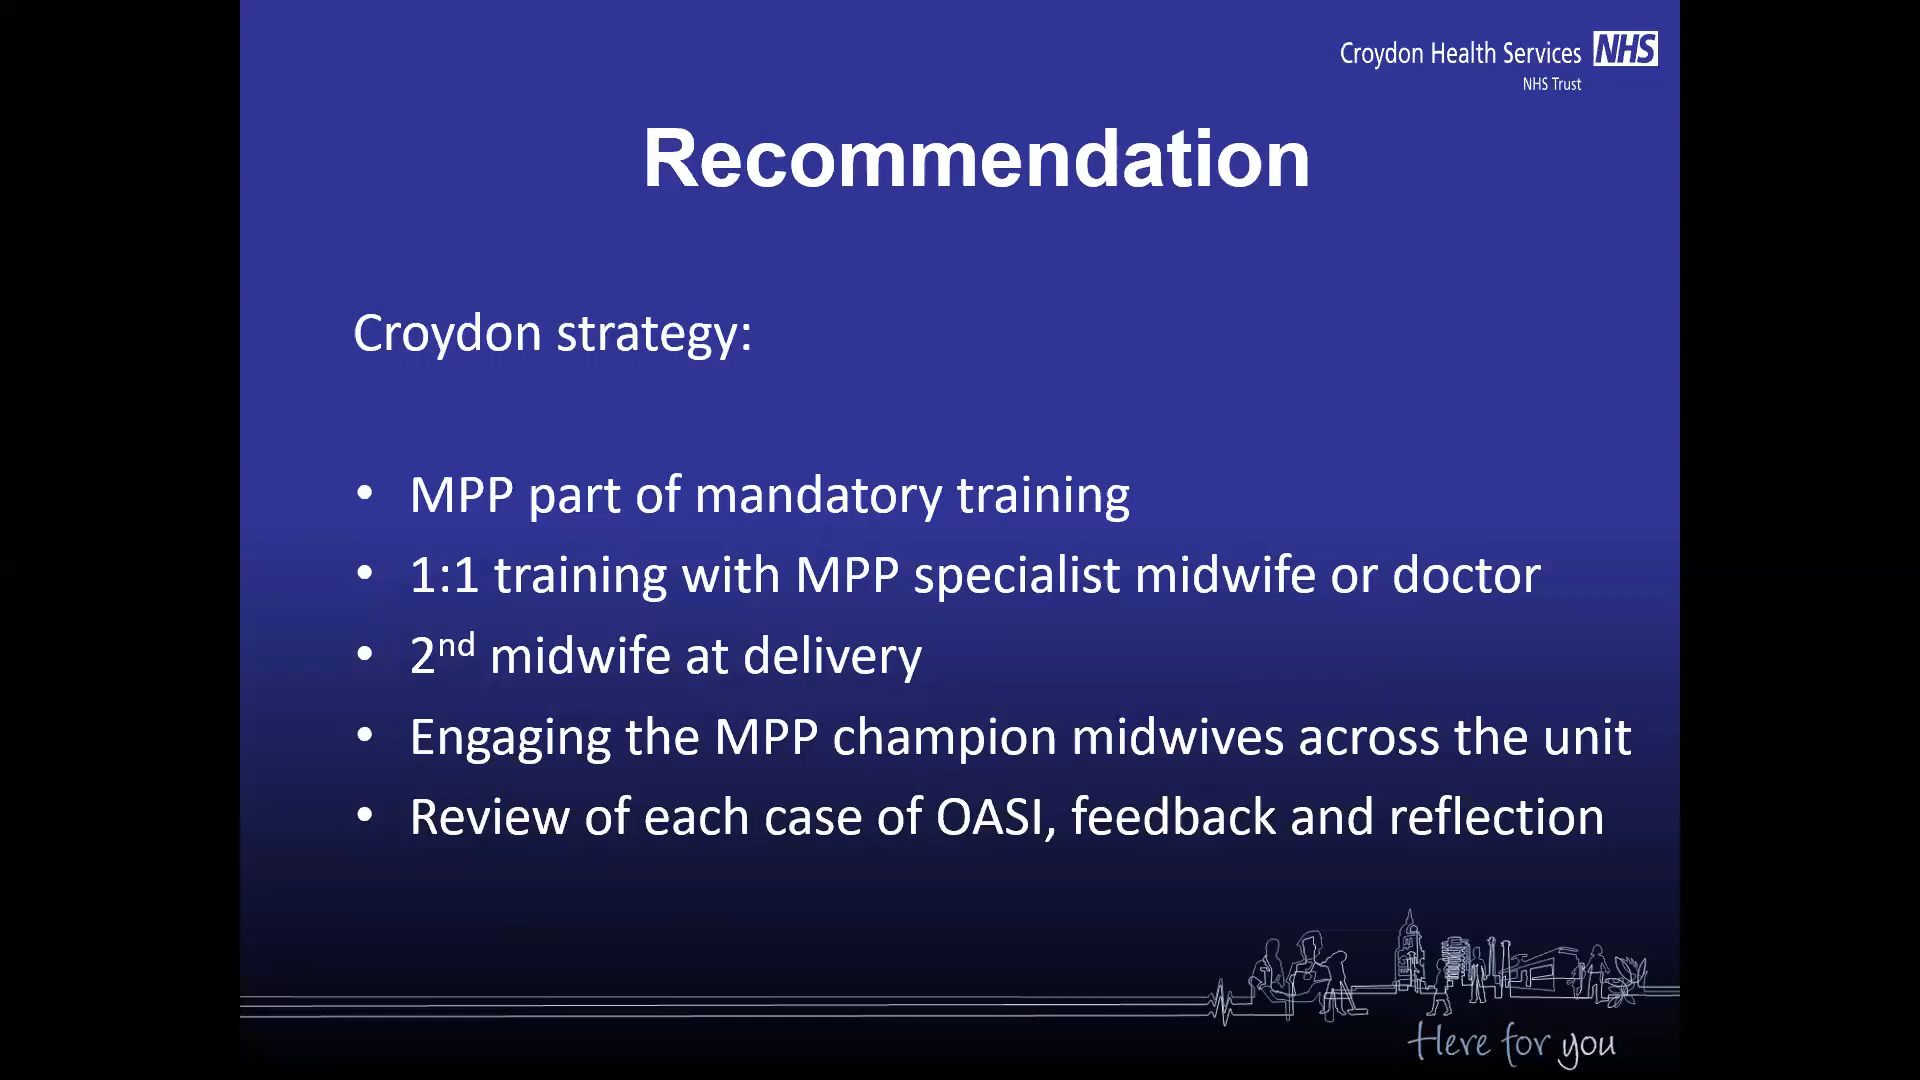 Croydon Health Services NHS
NHS Trust
Recommendation
Croydon strategy:
• MPP part of mandatory training
• 1:1 training with MPP specialist midwife or doctor
• 2nd midwife at delivery
• Engaging the MPP champion midwives across the unit
• Review of each case of OASI, feedback and reflection
Here for you